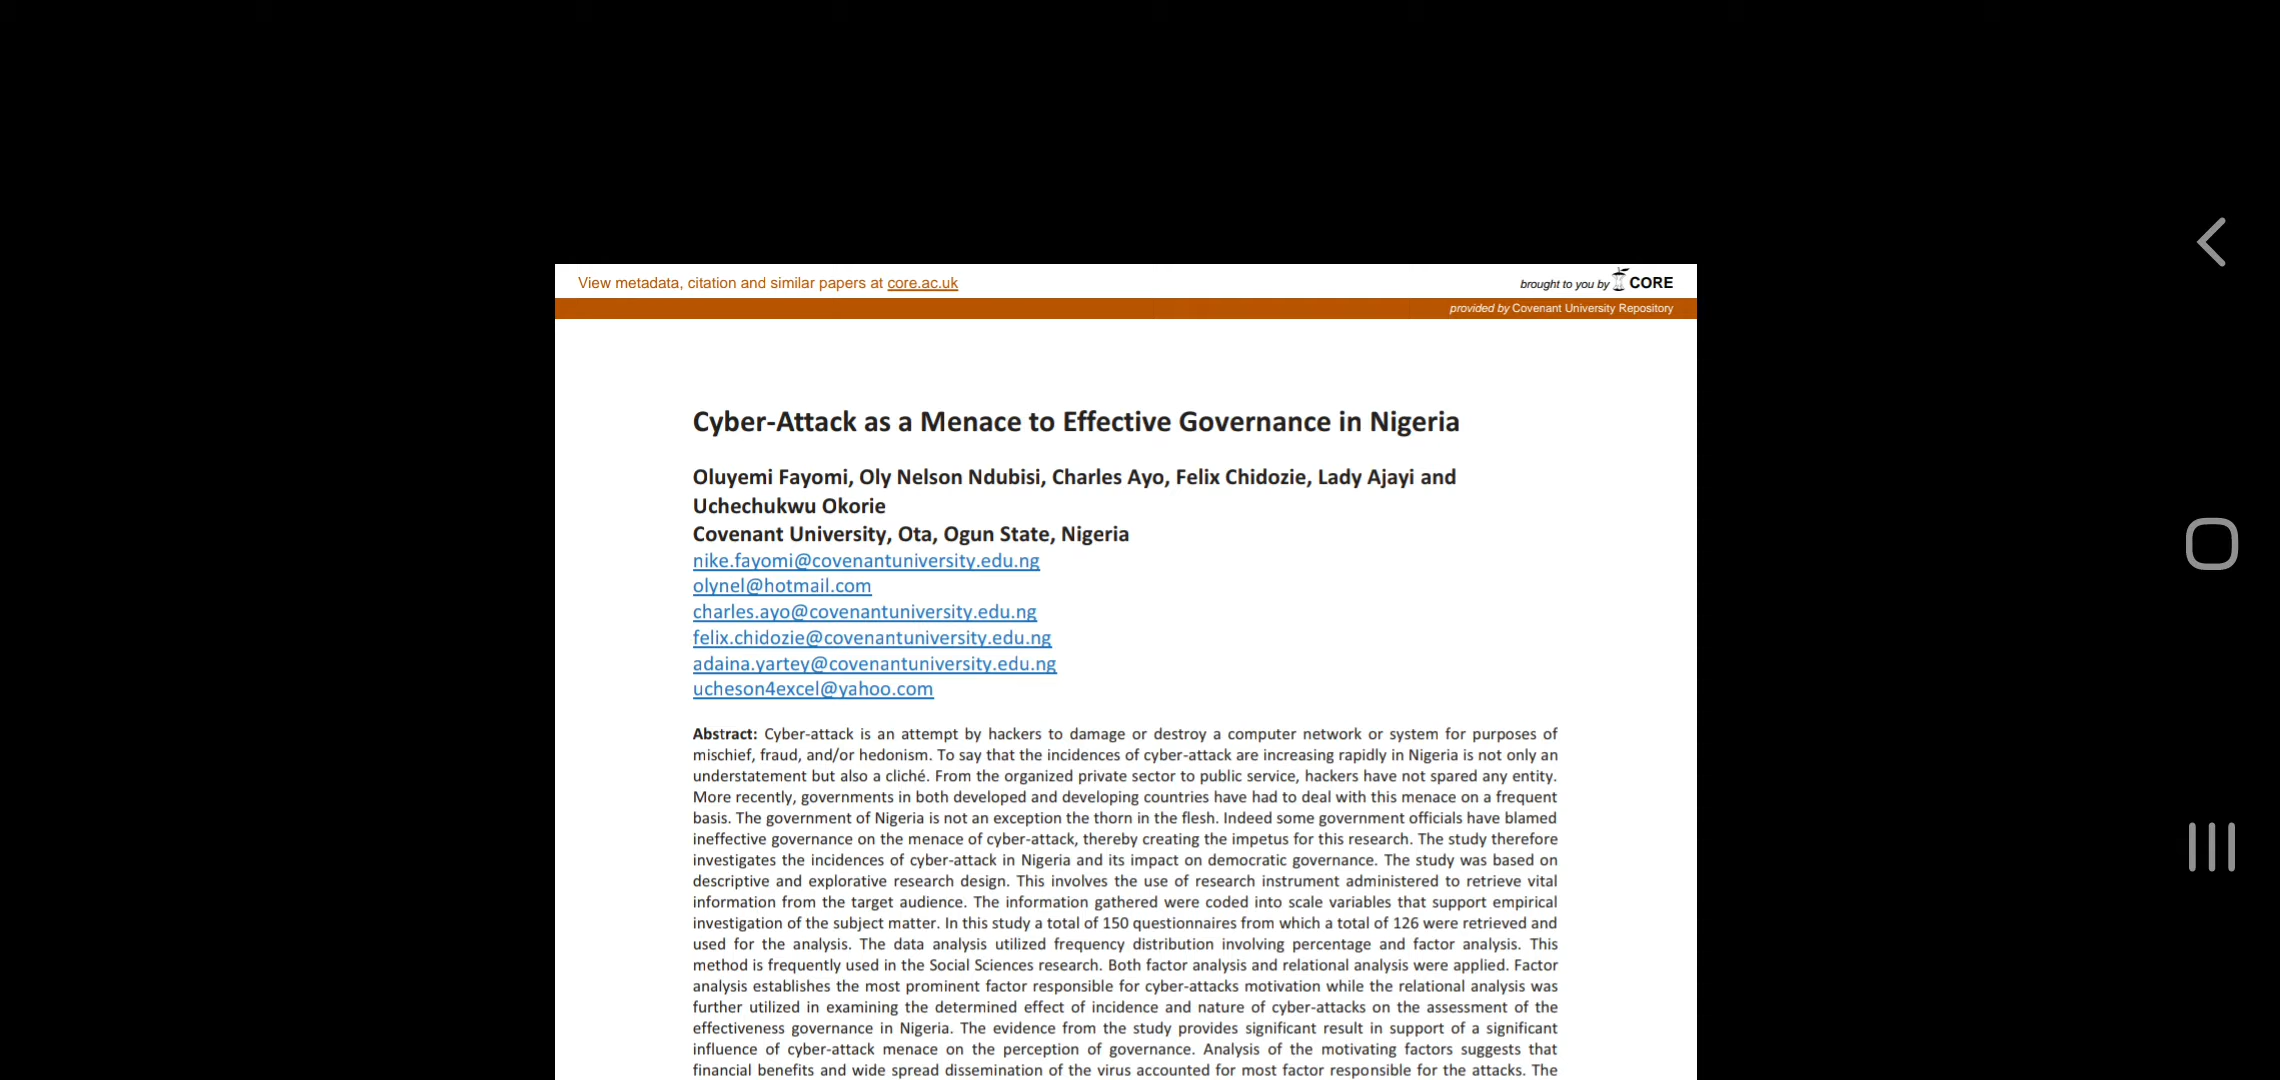 View metadata, citation and similar papers at core.ac.uk
brought to you by CORE
provided by Covenant University Repository
Cyber-Attack as a Menace to Effective Governance in Nigeria
Oluyemi Fayomi, Oly Nelson Ndubisi, Charles Ayo, Felix Chidozie, Lady Ajayi and
Uchechukwu Okorie
Covenant University, Ota, Ogun State, Nigeria
nike.fayomi@covenantuniversity.edu.ng
olynel@hotmail.com
charles.ayo@covenantuniversity.edu.ng
felix.chidozie@covenantuniversity.edu.ng
adaina.yartey@covenantuniversity.edu.ng
ucheson4excel@yahoo.com
Abstract: Cyber-attack is an attempt by hackers to damage or destroy a computer network or system for purposes of
mischief, fraud, and/or hedonism. To say that the incidences of cyber-attack are increasing rapidly in Nigeria is not only an
understatement but also a cliché. From the organized private sector to public service, hackers have not spared any entity.
More recently, governments in both developed and developing countries have had to deal with this menace on a frequent
basis. The government of Nigeria is not an exception the thorn in the flesh. Indeed some government officials have blamed
ineffective governance on the menace of cyber-attack, thereby creating the impetus for this research. The study therefore
investigates the incidences of cyber-attack in Nigeria and its impact on democratic governance. The study was based on
descriptive and explorative research design. This involves the use of research instrument administered to retrieve vital
information from the target audience. The information gathered were coded into scale variables that support empirical
investigation of the subject matter. In this study a total of 150 questionnaires from which a total of 126 were retrieved and
used for the analysis. The data analysis utilized frequency distribution involving percentage and factor analysis. This
method is frequently used in the Social Sciences research. Both factor analysis and relational analysis were applied. Factor
analysis establishes the most prominent factor responsible for cyber-attacks motivation while the relational analysis was
further utilized in examining the determined effect of incidence and nature of cyber-attacks on the assessment of the
effectiveness governance in Nigeria. The evidence from the study provides significant result in support of a significant
influence of cyber-attack menace on the perception of governance. Analysis of the motivating factors suggests that
financial benefits and wide spread dissemination of the virus accounted for most factor responsible for the attacks. The